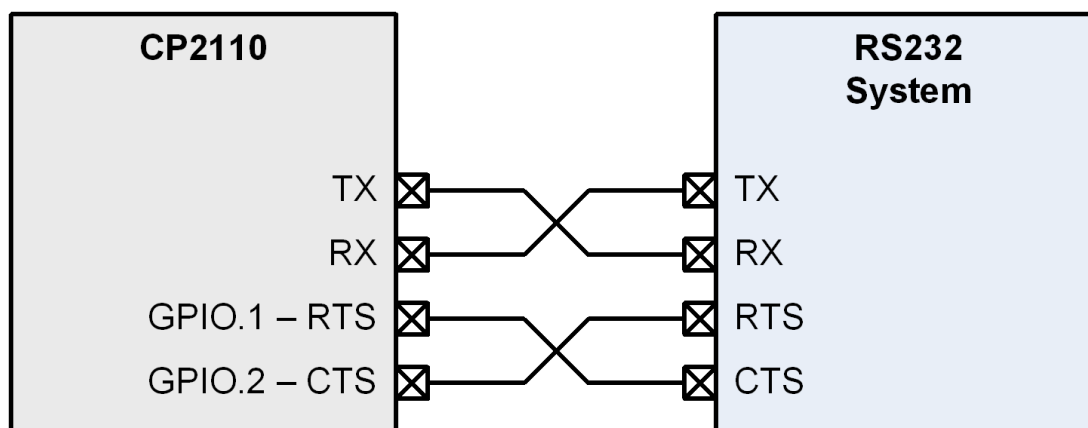 CP2110
TX
RX
GPIO.1 – RTS
GPIO.2 – CTS
RS232
System
TX
RX
RTS
CTS